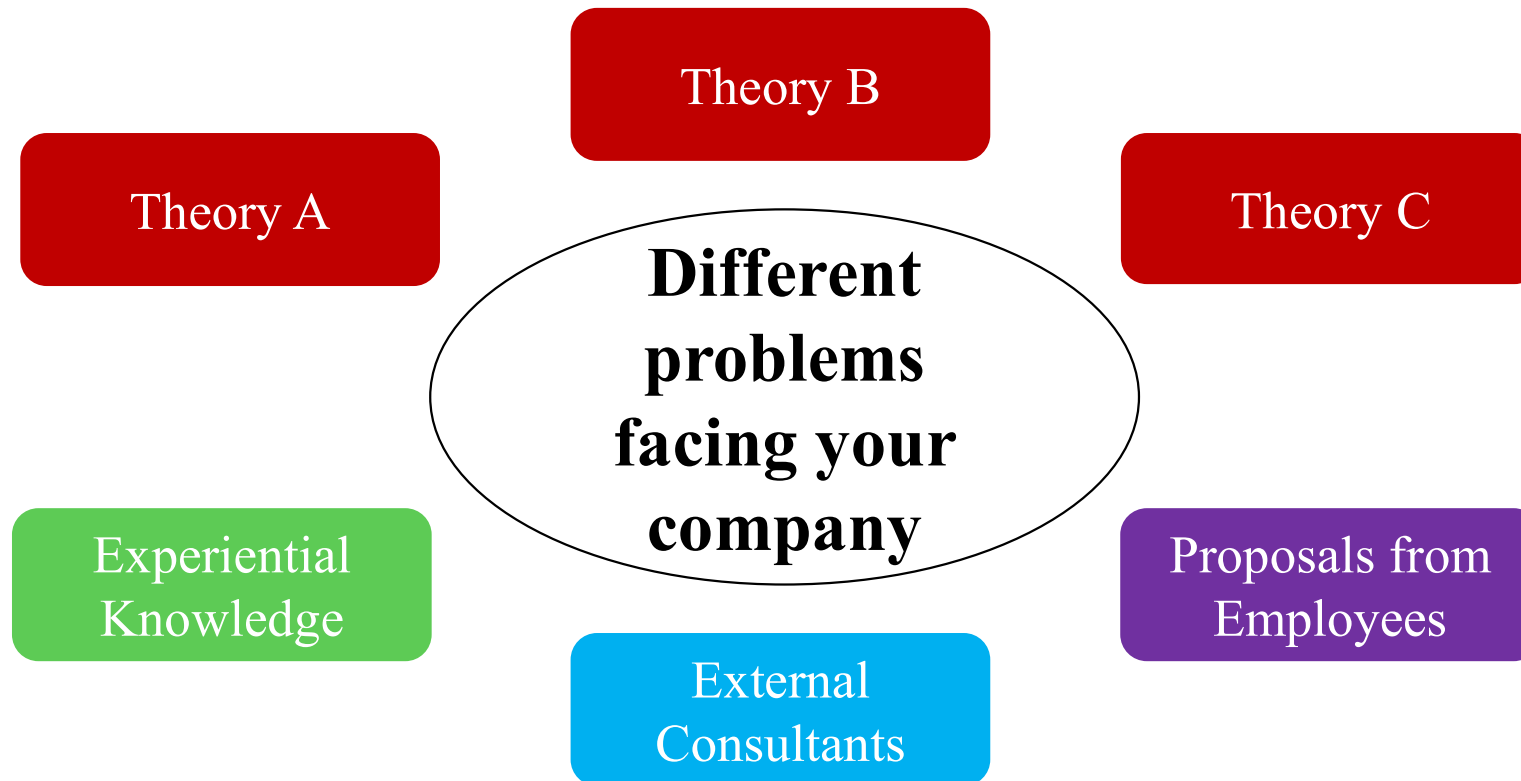 Theory B
Theory A
Theory C
Different
problems
facing your
company
Experiential
Knowledge
Proposals from
Employees
External
Consultants